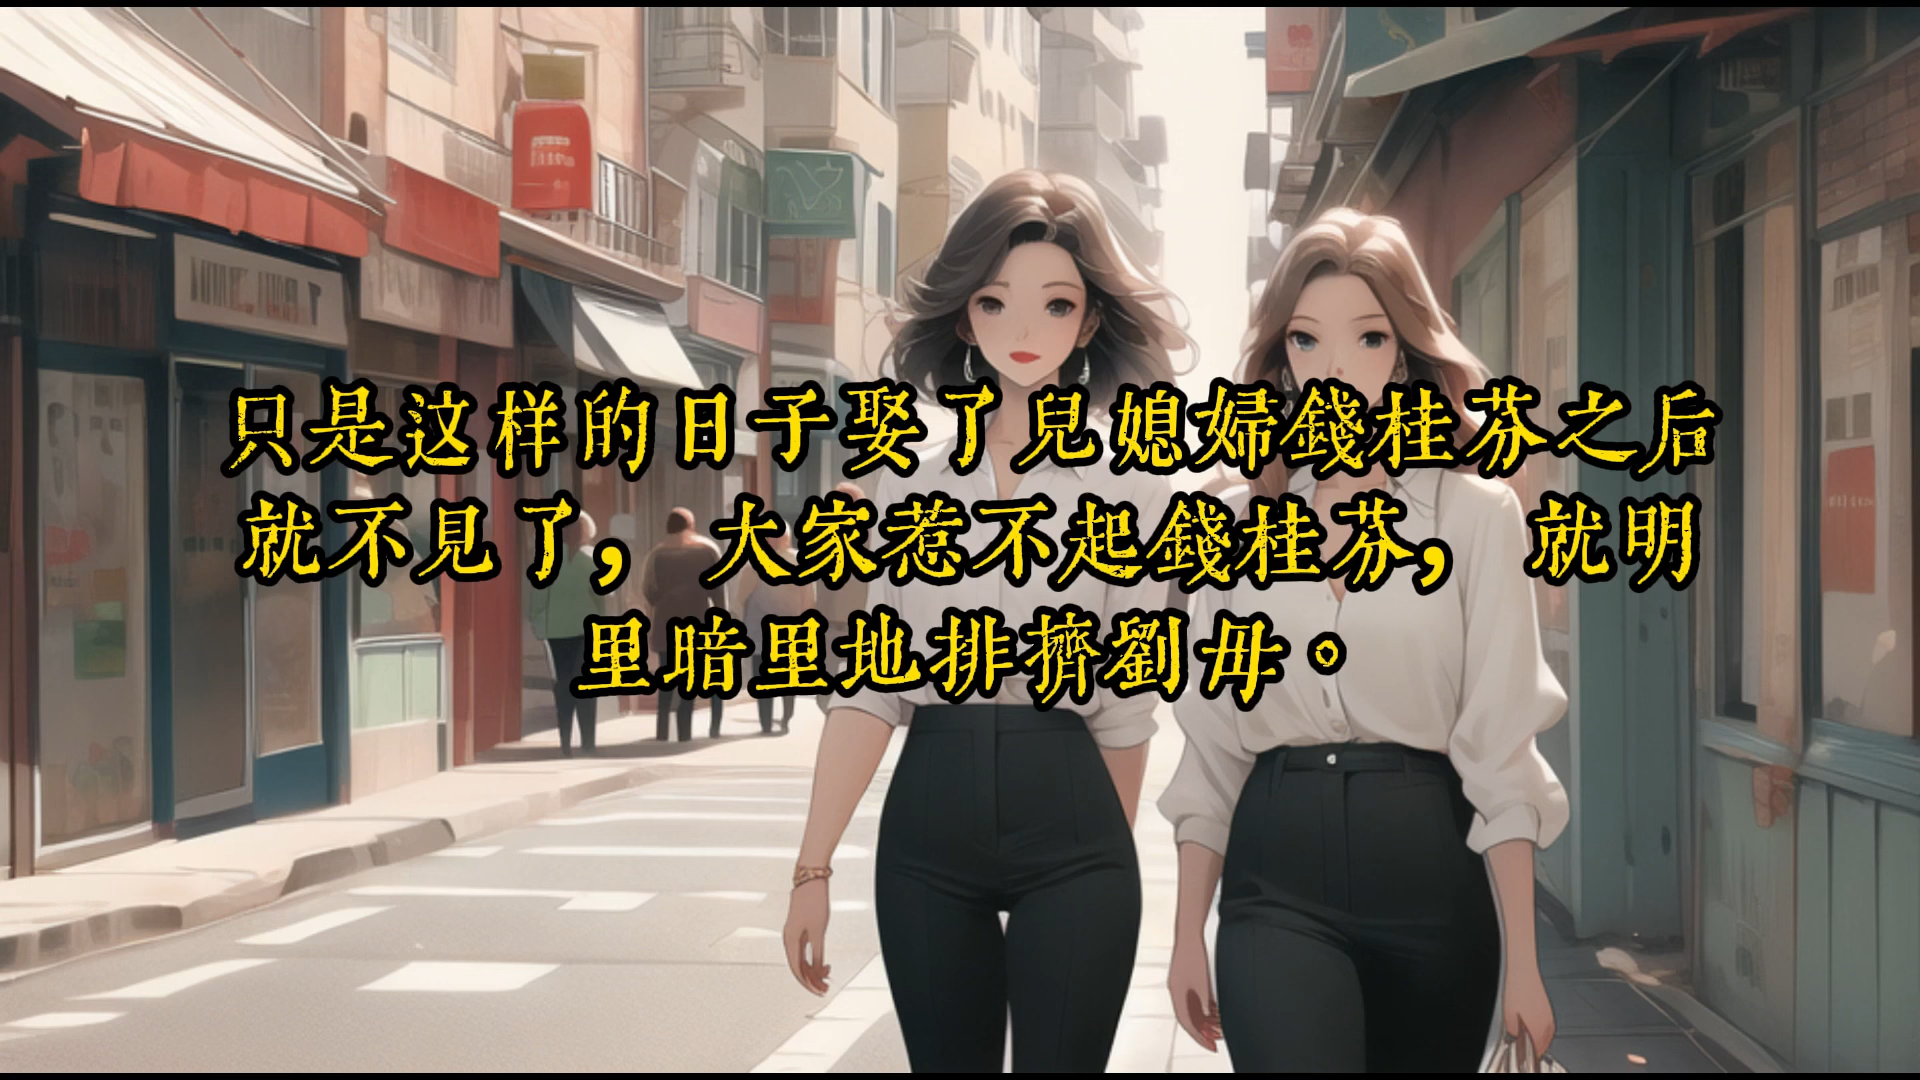 只是这样的日子娶了兒媳婦錢桂芬之后
就不見了，大家惹不起錢桂芬，就明
里暗里地排擠劉母。